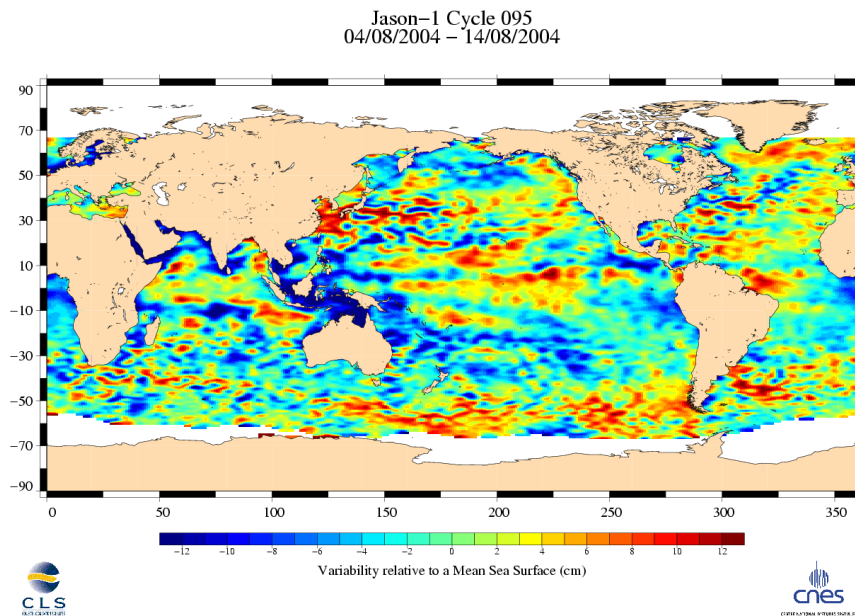 Jason−1 Cycle 095
04/08/2004 − 14/08/2004
90
70
50
30
10
−10
−30
−50
−70
−90
0 50 100 150 200 250 300 350
−12 −10 −8 −6 −4 −2 0 2 4 6 8 10 12
Variability relative to a Mean Sea Surface (cm)
CLS
cnes